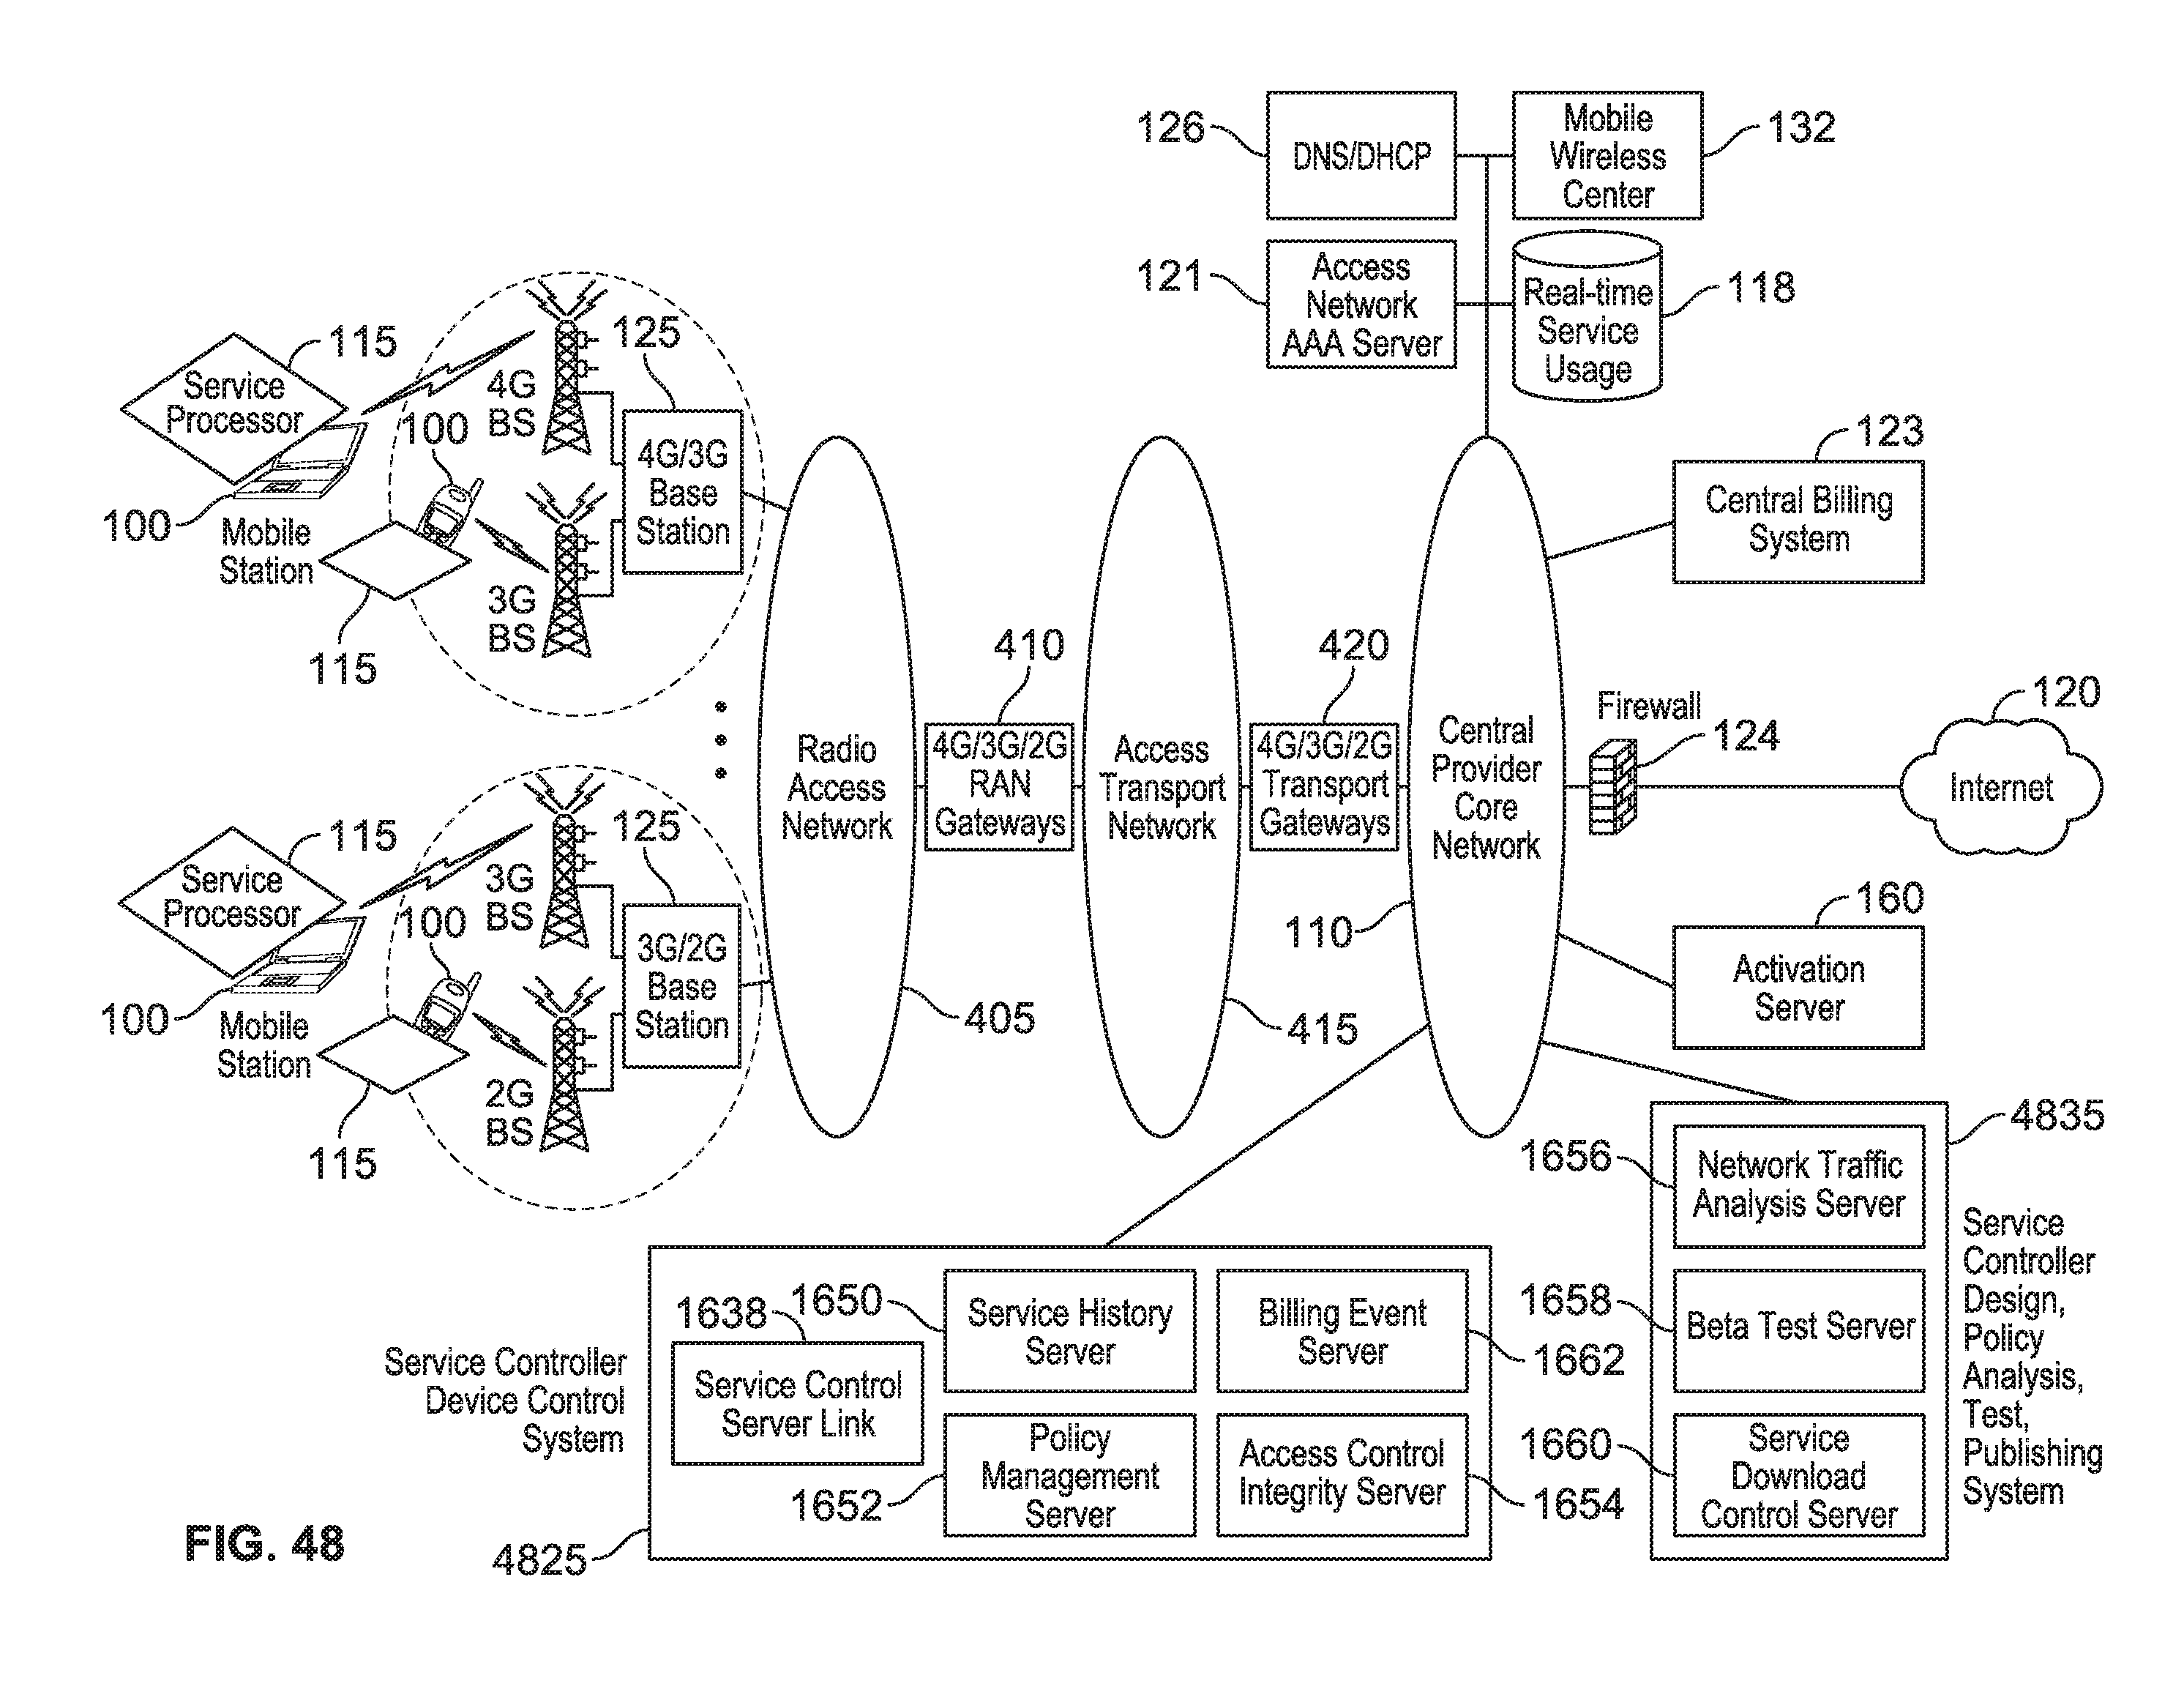 126
DNS/DHCP
Mobile
Wireless
Center
132
121
Access
Network
AAA Server
Real-time
Service
Usage
118
115
Service
Processor
100
Mobile
Station
100
115
4G
BS
3G
BS
125
4G/3G
Base
Station
115
Service
Processor
100
Mobile
Station
100
115
3G
BS
2G
BS
125
3G/2G
Base
Station
Radio
Access
Network
405
410
4G/3G/2G
RAN
Gateways
Access
Transport
Network
415
420
4G/3G/2G
Transport
Gateways
Central
Provider
Core
Network
110
123
Central Billing
System
Firewall
124
120
Internet
160
Activation
Server
4835
1656
Network Traffic
Analysis Server
1658
Beta Test Server
1660
Service
Download
Control Server
Service
Controller
Design,
Policy
Analysis,
Test,
Publishing
System
Service Controller
Device Control
System
4825
1638
Service Control
Server Link
1650
Service History
Server
Billing Event
Server
1662
1652
Policy
Management
Server
Access Control
Integrity Server
1654
FIG. 48